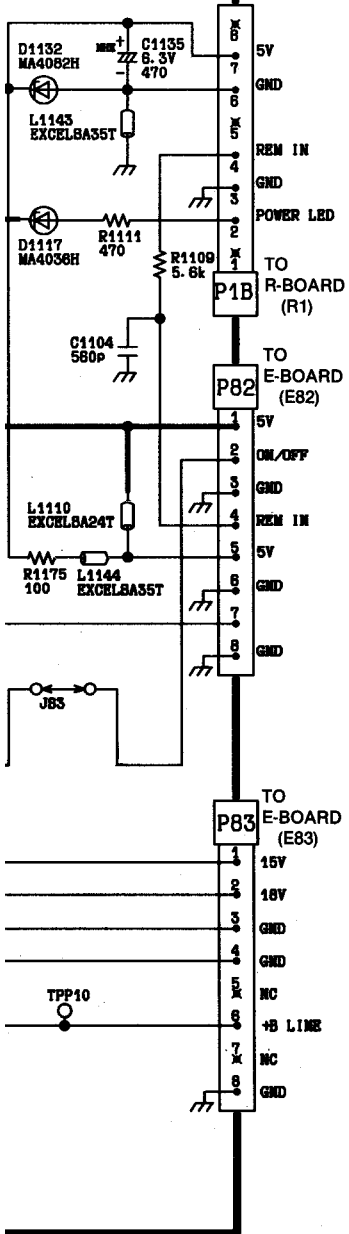 D1132
MA4082H
NHE
+
C1135
6.3V
470
-
8
7
5V
6
GND
L1143
EXCELSA35T
5
4
REM IN
3
GND
2
POWER LED
1
D1117
MA4036H
R1111
470
R1109
5.6k
P1B
TO
R-BOARD
(R1)
C1104
560p
P82
TO
E-BOARD
(E82)
1
5V
2
ON/OFF
3
GND
L1110
EXCELSA24T
4
REM IN
5
5V
R1175
100
L1144
EXCELSA35T
6
GND
7
8
GND
J83
P83
TO
E-BOARD
(E83)
1
15V
2
18V
3
GND
4
GND
5
NC
TPP10
6
+B LINE
7
NC
8
GND